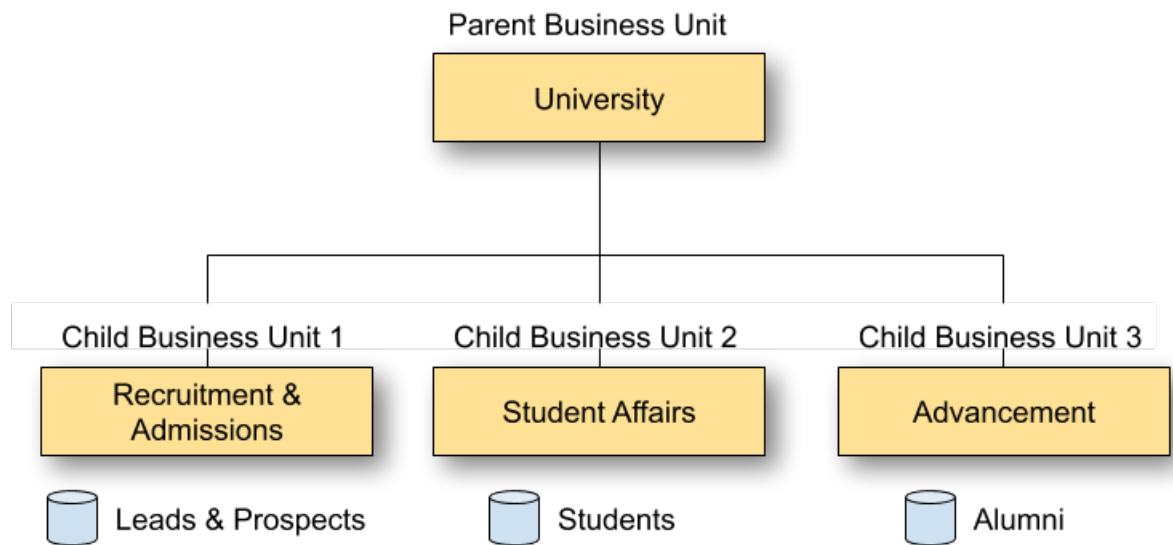 Parent Business Unit
University
Child Business Unit 1
Child Business Unit 2
Child Business Unit 3
Recruitment &
Admissions
Student Affairs
Advancement
Leads & Prospects
Students
Alumni